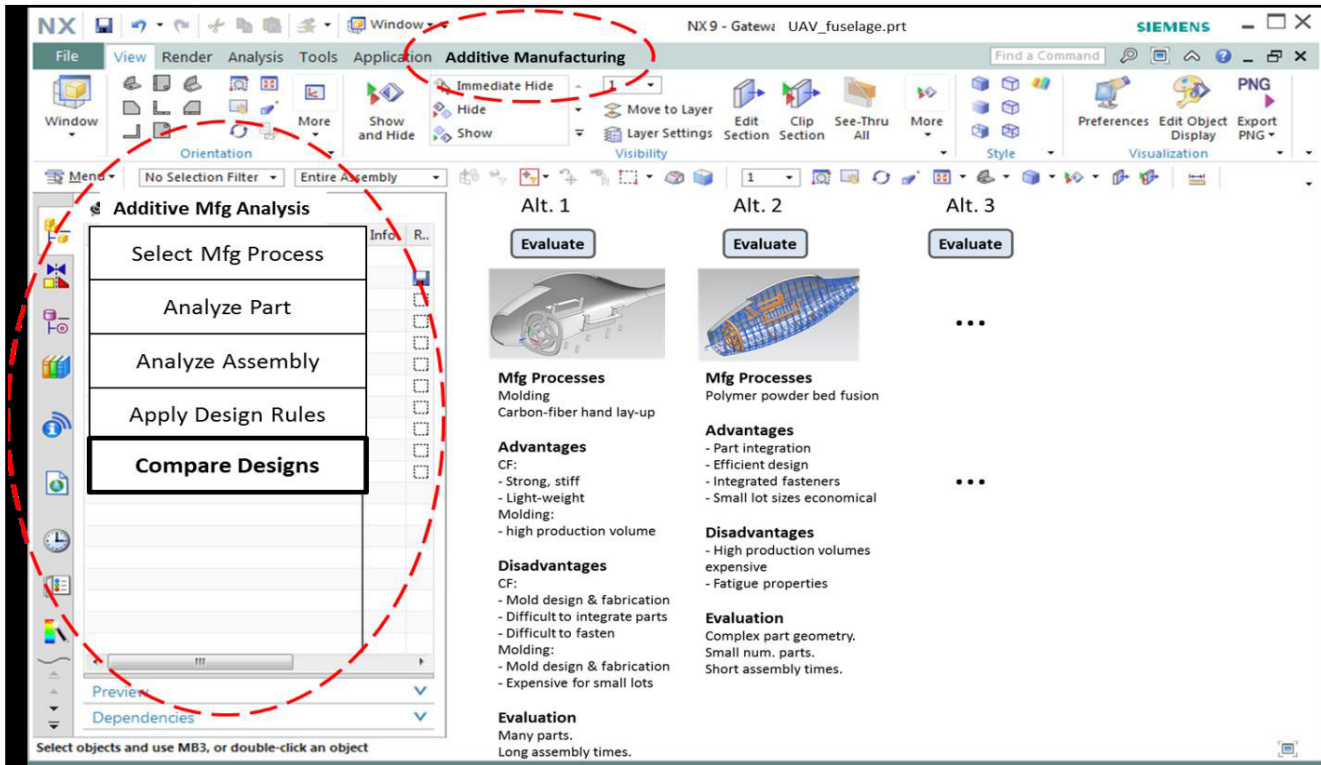 NX Window NX 9 - Gatewa UAV_fuselage.prt SIEMENS
File View Render Analysis Tools Application Additive Manufacturing Find a Command
Window
Orientation
More
Show
and Hide
Immediate Hide
Hide
Show
1
Move to Layer
Layer Settings
Visibility
Edit
Section
Clip
Section
See-Thru
All
More
Style
Preferences
Edit Object
Display
PNG
Export
PNG
Visualization
Menu No Selection Filter Entire Assembly 1
Additive Mfg Analysis
Info R..
Select Mfg Process
Analyze Part
Analyze Assembly
Apply Design Rules
Compare Designs
Preview
Dependencies
Select objects and use MB3, or double-click an object
Alt. 1
Evaluate
Mfg Processes
Molding
Carbon-fiber hand lay-up
Advantages
CF:
- Strong, stiff
- Light-weight
Molding:
- high production volume
Disadvantages
CF:
- Mold design & fabrication
- Difficult to integrate parts
- Difficult to fasten
Molding:
- Mold design & fabrication
- Expensive for small lots
Evaluation
Many parts.
Long assembly times.
Alt. 2
Evaluate
Mfg Processes
Polymer powder bed fusion
Advantages
- Part integration
- Efficient design
- Integrated fasteners
- Small lot sizes economical
Disadvantages
- High production volumes
expensive
- Fatigue properties
Evaluation
Complex part geometry.
Small num. parts.
Short assembly times.
Alt. 3
Evaluate
...
...